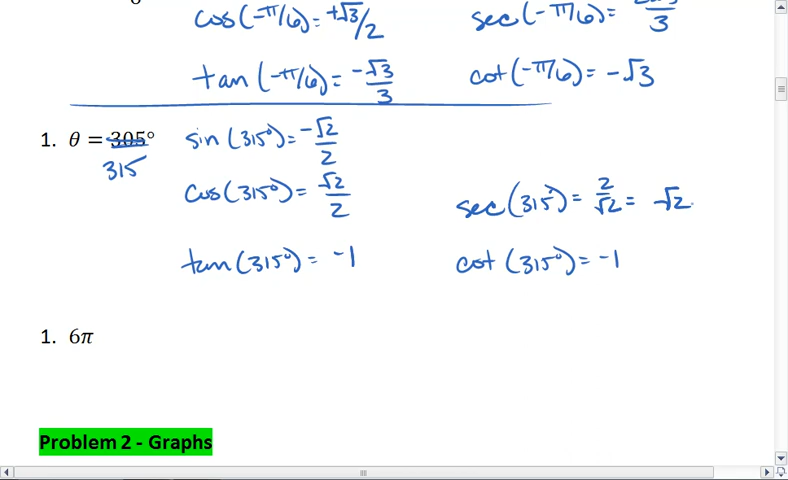 cos(-π/6) = +√3/2 sec(-π/6) =  3
tan(-π/6) = -√3/3 cot(-π/6) = -√3
1. θ = 305° sin(315°) = -√2/2
315
cos(315°) = √2/2 sec(315°) = 2/√2 = √2
tan(315°) = -1 cot(315°) = -1
1. 6π
Problem 2 - Graphs